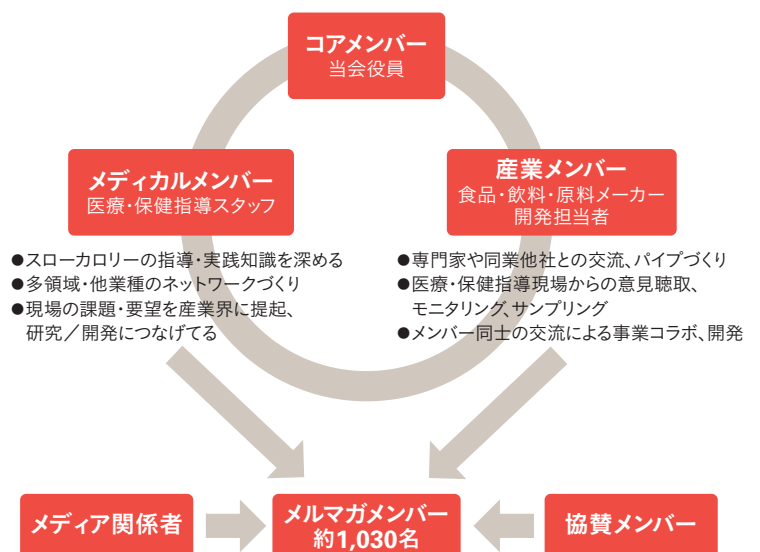 コアメンバー
当会役員
メディカルメンバー
医療・保健指導スタッフ
●スローカロリーの指導・実践知識を深める
●多領域・他業種のネットワークづくり
●現場の課題・要望を産業界に提起、
研究／開発につなげてる
産業メンバー
食品・飲料・原料メーカー
開発担当者
●専門家や同業他社との交流、パイプづくり
●医療・保健指導現場からの意見聴取、
モニタリング、サンプリング
●メンバー同士の交流による事業コラボ、開発
メディア関係者
メルマガメンバー
約1,030名
協賛メンバー